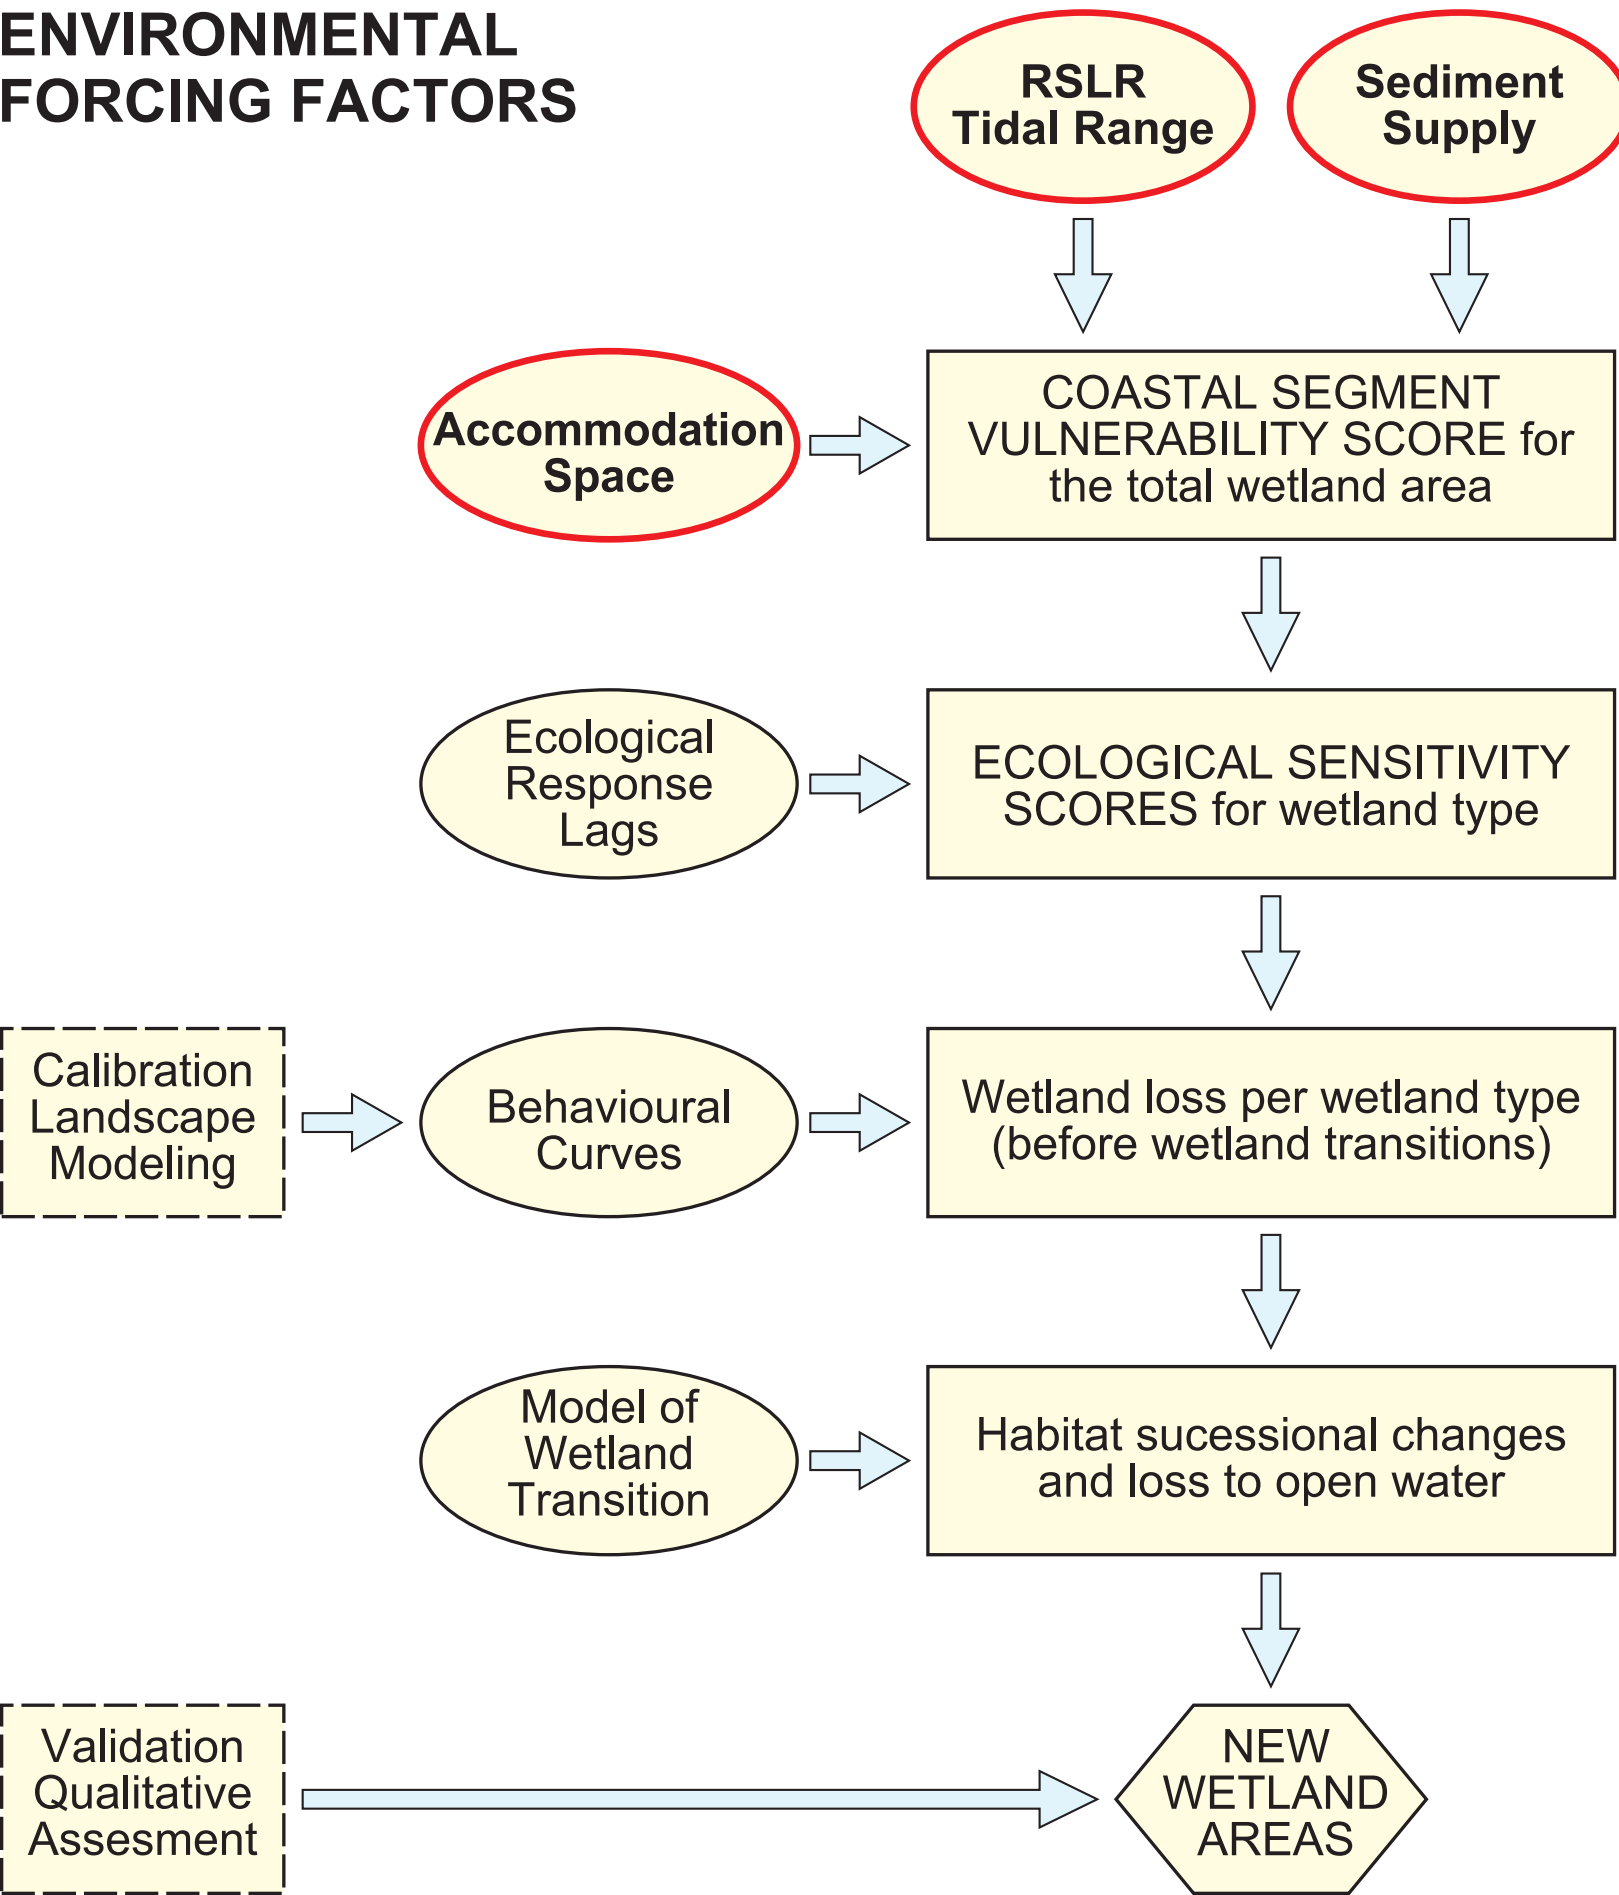 ENVIRONMENTAL
FORCING FACTORS
RSLR
Tidal Range
Sediment
Supply
Accommodation
Space
COASTAL SEGMENT
VULNERABILITY SCORE for
the total wetland area
Ecological
Response
Lags
ECOLOGICAL SENSITIVITY
SCORES for wetland type
Calibration
Landscape
Modeling
Behavioural
Curves
Wetland loss per wetland type
(before wetland transitions)
Model of
Wetland
Transition
Habitat sucessional changes
and loss to open water
Validation
Qualitative
Assesment
NEW
WETLAND
AREAS